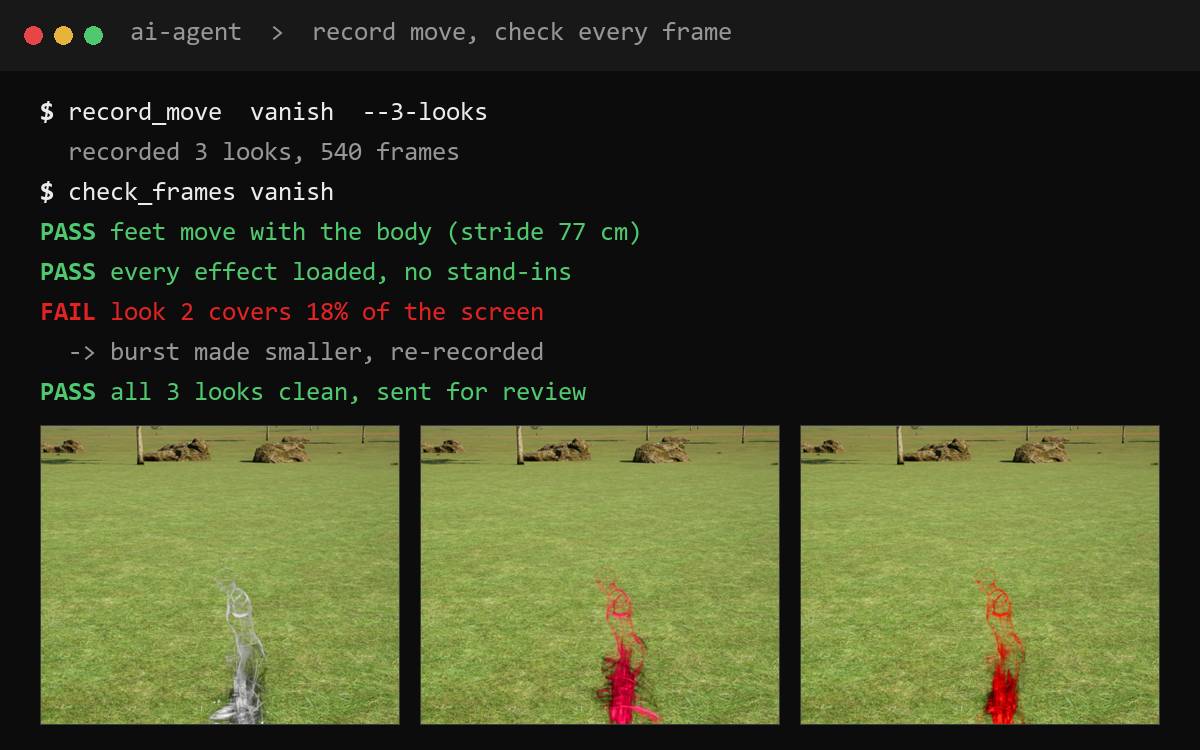 ai-agent > record move, check every frame
$ record_move vanish --3-looks
recorded 3 looks, 540 frames
$ check_frames vanish
PASS feet move with the body (stride 77 cm)
PASS every effect loaded, no stand-ins
FAIL look 2 covers 18% of the screen
-> burst made smaller, re-recorded
PASS all 3 looks clean, sent for review